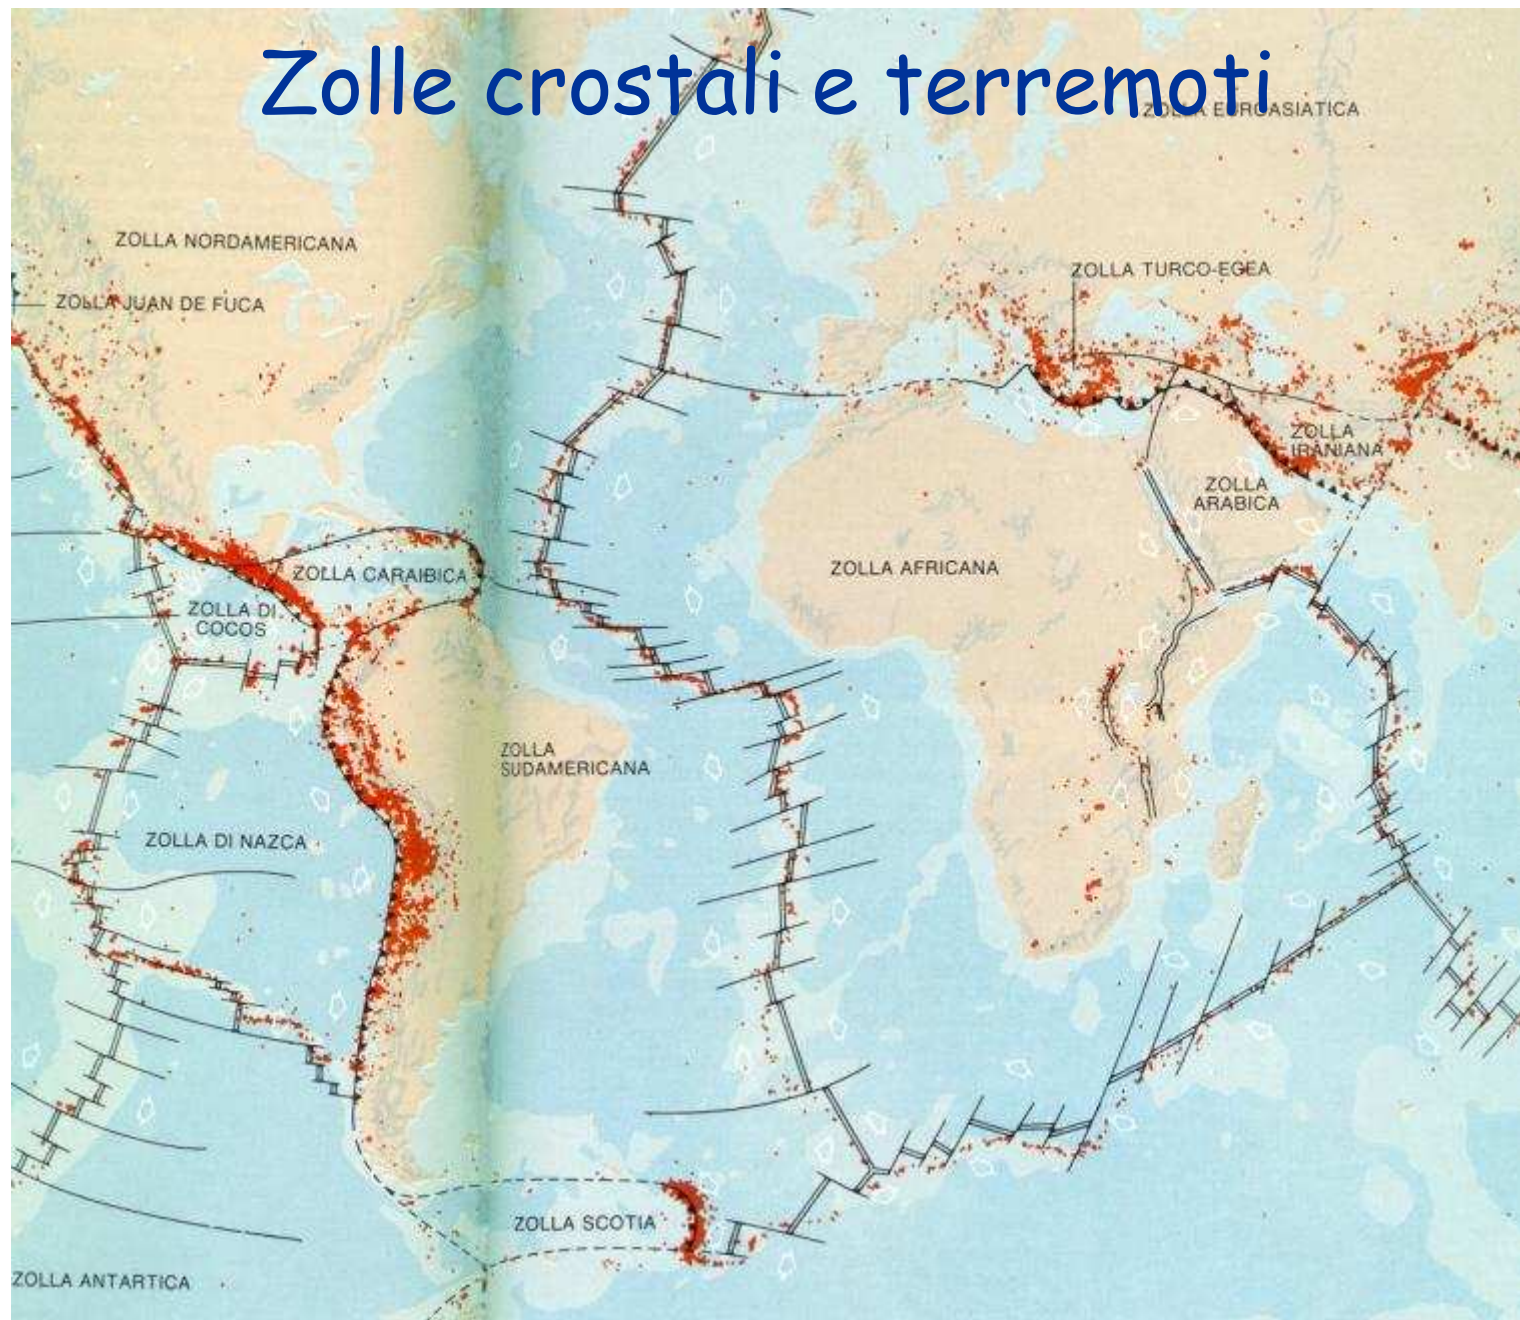 Zolle crostali e terremoti
ZOLLA EUROASIATICA
ZOLLA NORDAMERICANA
ZOLLA TURCO-EGEA
ZOLLA JUAN DE FUCA
ZOLLA
IRANIANA
ZOLLA
ARABICA
ZOLLA CARAIBICA
ZOLLA AFRICANA
ZOLLA DI
COCOS
ZOLLA
SUDAMERICANA
ZOLLA DI NAZCA
ZOLLA SCOTIA
ZOLLA ANTARTICA